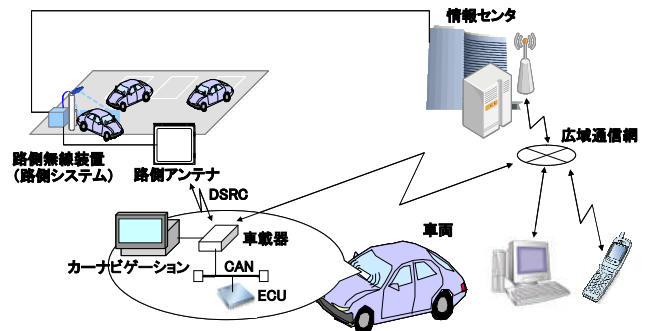 情報センタ
広域通信網
路側無線装置
(路側システム)
路側アンテナ
DSRC
車載器
車両
カーナビゲーション
CAN
ECU